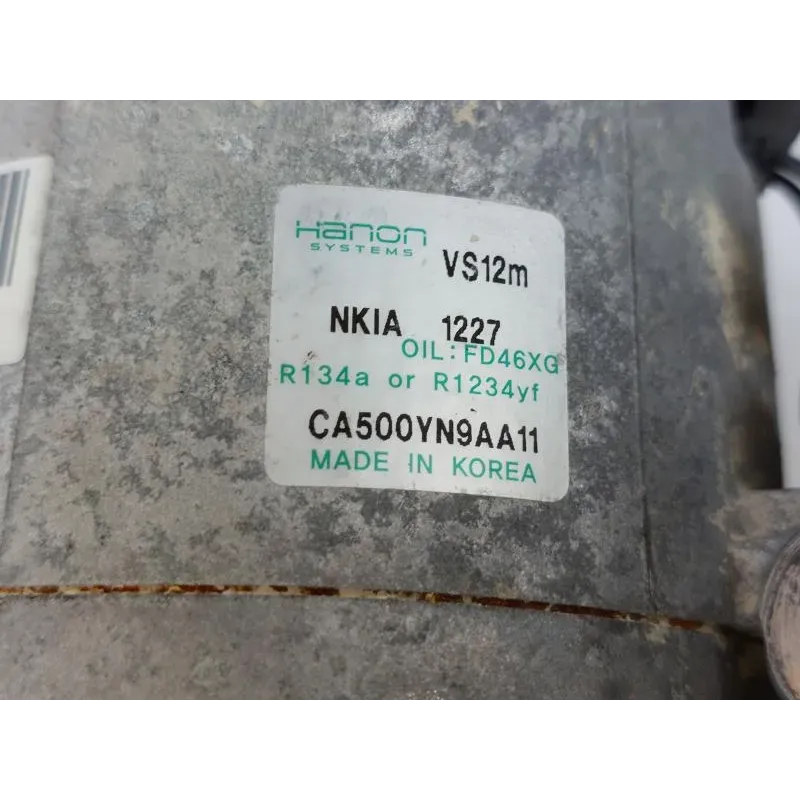 Hanon
SYSTEMS
VS12m
NKIA 1227
OIL: FD46XG
R134a or R1234yf
CA500YN9AA11
MADE IN KOREA